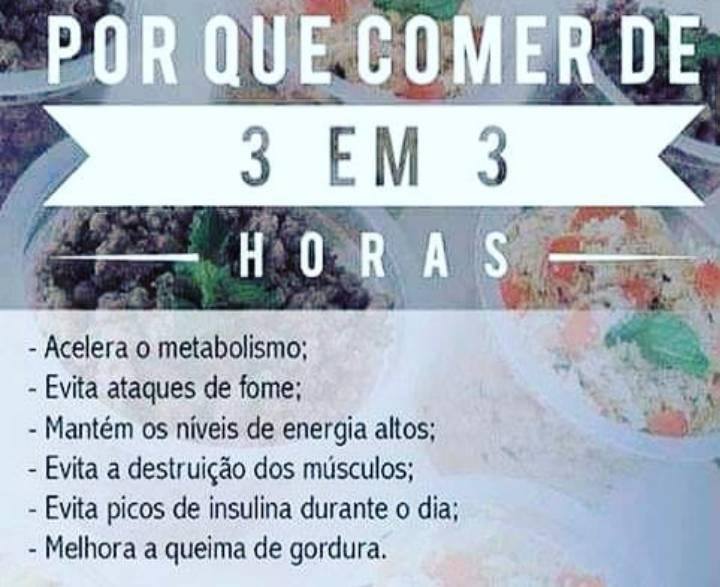 POR QUE COMER DE
3 EM 3
HORAS
- Acelera o metabolismo;
- Evita ataques de fome;
- Mantém os níveis de energia altos;
- Evita a destruição dos músculos;
- Evita picos de insulina durante o dia;
- Melhora a queima de gordura.